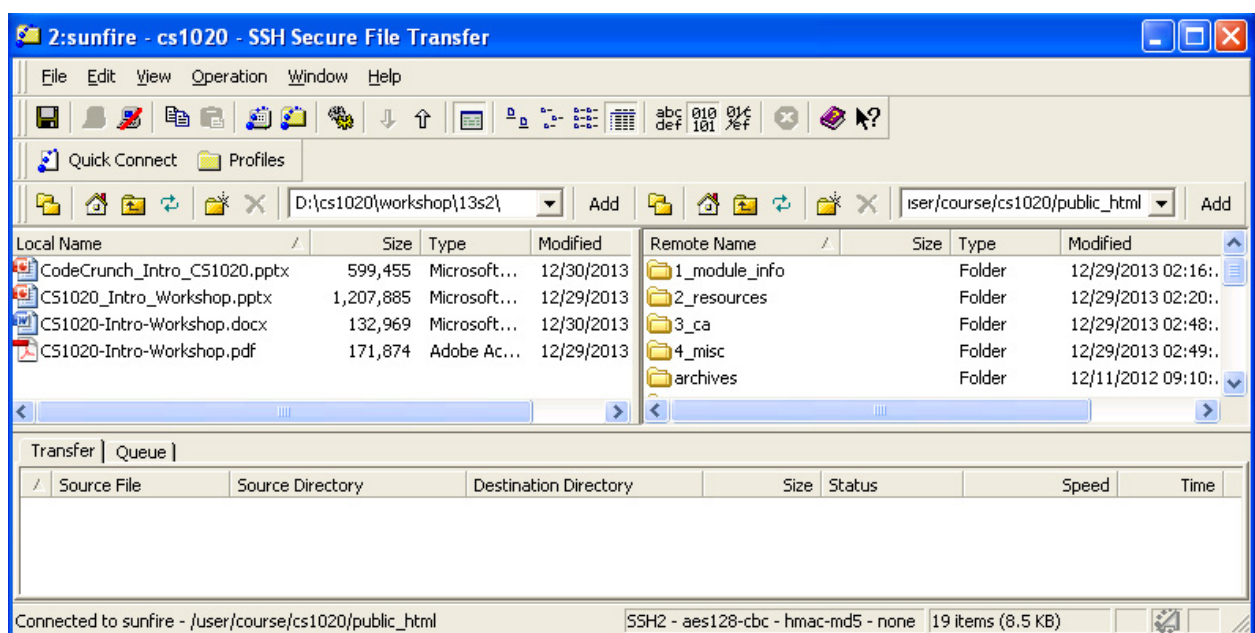 2:sunfire - cs1020 - SSH Secure File Transfer
File Edit View Operation Window Help
abc def 010 101
Quick Connect Profiles
D:\cs1020\workshop\13s2\ Add ıser/course/cs1020/public_html Add
Local Name Size Type Modified Remote Name Size Type Modified
CodeCrunch_Intro_CS1020.pptx 599,455 Microsoft... 12/30/2013 1_module_info Folder 12/29/2013 02:16:.
CS1020_Intro_Workshop.pptx 1,207,885 Microsoft... 12/29/2013 2_resources Folder 12/29/2013 02:20:.
CS1020-Intro-Workshop.docx 132,969 Microsoft... 12/30/2013 3_ca Folder 12/29/2013 02:48:.
CS1020-Intro-Workshop.pdf 171,874 Adobe Ac... 12/29/2013 4_misc Folder 12/29/2013 02:49:.
archives Folder 12/11/2012 09:10:.
Transfer Queue
Source File Source Directory Destination Directory Size Status Speed Time
Connected to sunfire - /user/course/cs1020/public_html SSH2 - aes128-cbc - hmac-md5 - none 19 items (8.5 KB)